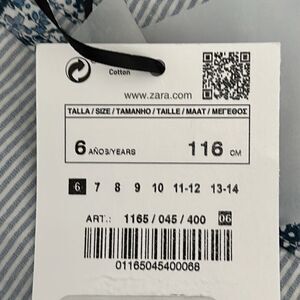 Cotton
www.zara.com
TALLA / SIZE / TAMANHO / TAILLE / MAAT / ΜΕΓΕΘΟΣ
6 AÑOS/YEARS 116 CM
6 7 8 9 10 11-12 13-14
ART.: 1165 / 045 / 400 06
01165045400068